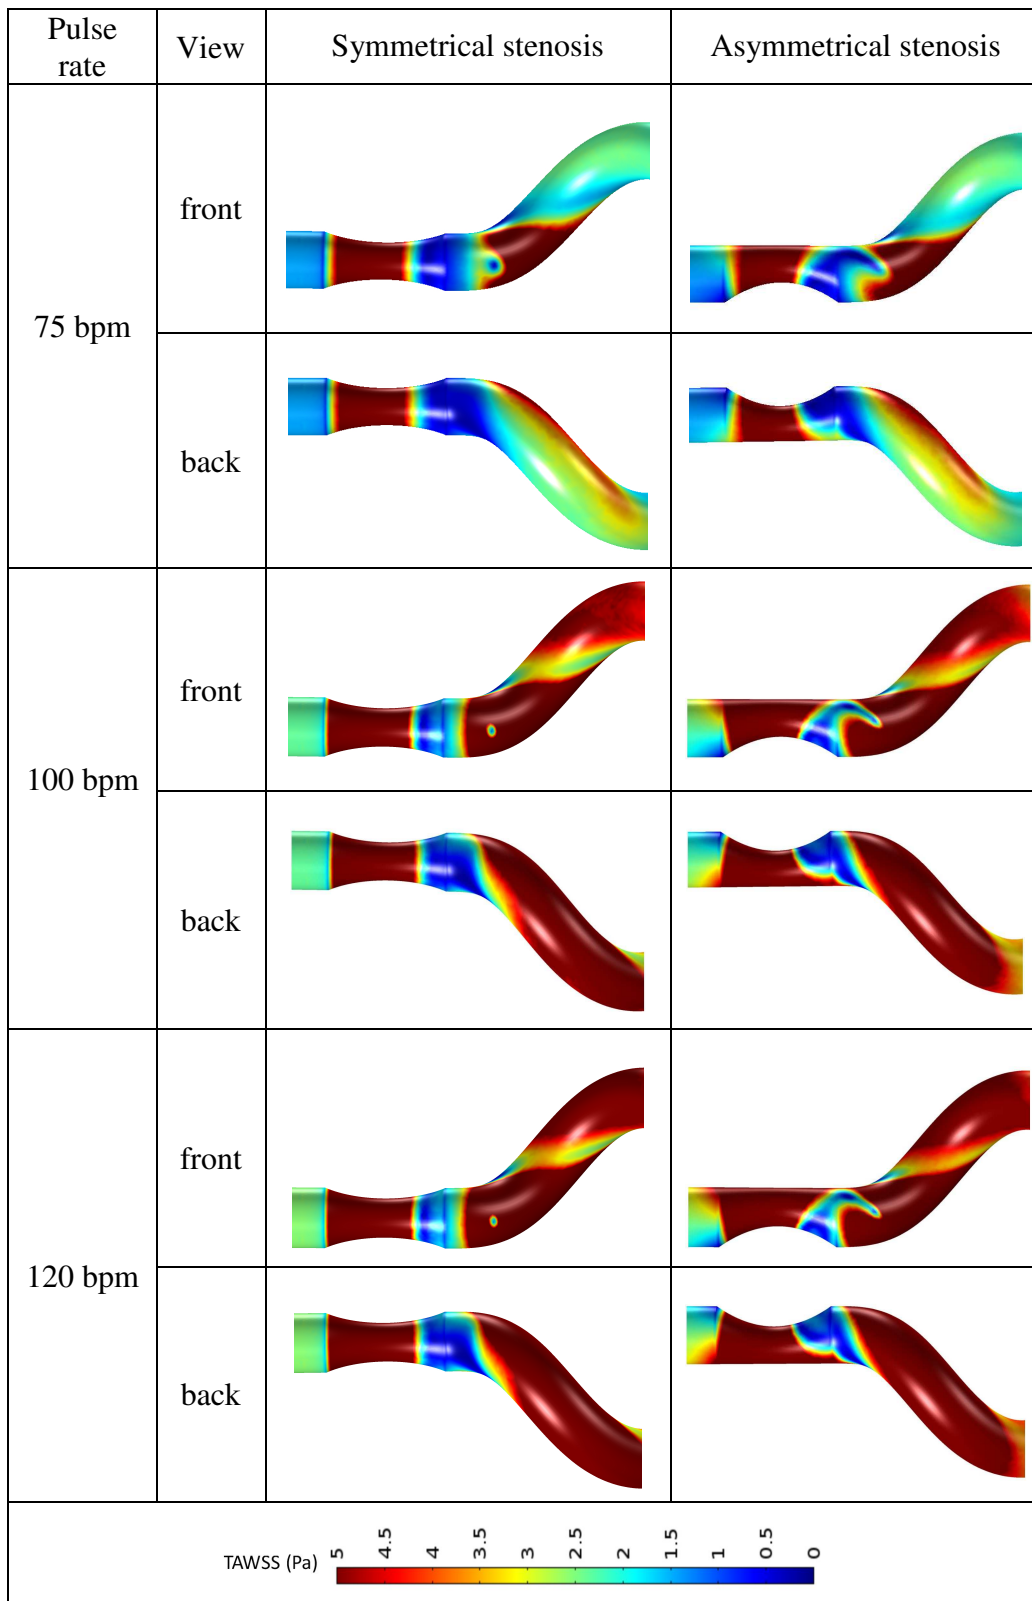 Pulse
rate
View
Symmetrical stenosis
Asymmetrical stenosis
75 bpm
front
back
100 bpm
front
back
120 bpm
front
back
TAWSS (Pa)
5 4.5 4 3.5 3 2.5 2 1.5 1 0.5 0